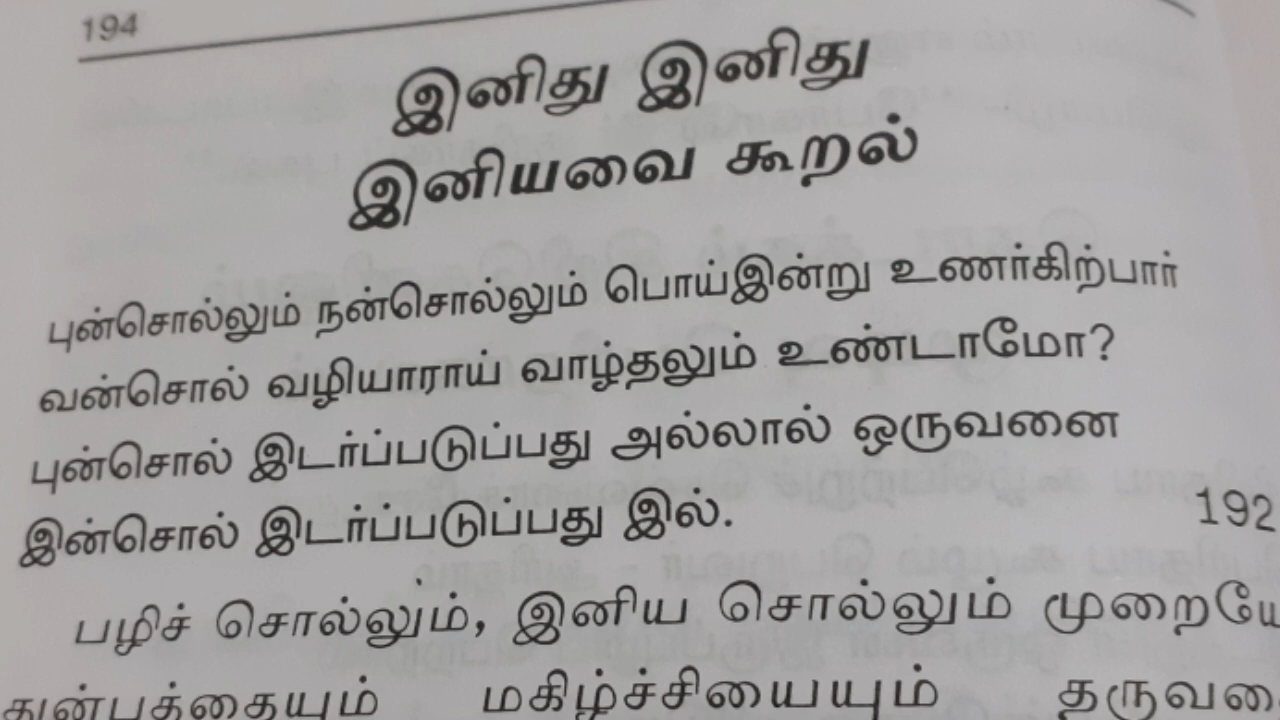 194
இனிது இனிது
இனியவை கூறல்
புன்சொல்லும் நன்சொல்லும் பொய்இன்று உணர்கிற்பார்
வன்சொல் வழியாராய் வாழ்தலும் உண்டாமோ?
புன்சொல் இடர்ப்படுப்பது அல்லால் ஒருவனை
இன்சொல் இடர்ப்படுப்பது இல். 192
பழிச் சொல்லும், இனிய சொல்லும் முறையே
துன்பத்தையும் மகிழ்ச்சியையும்